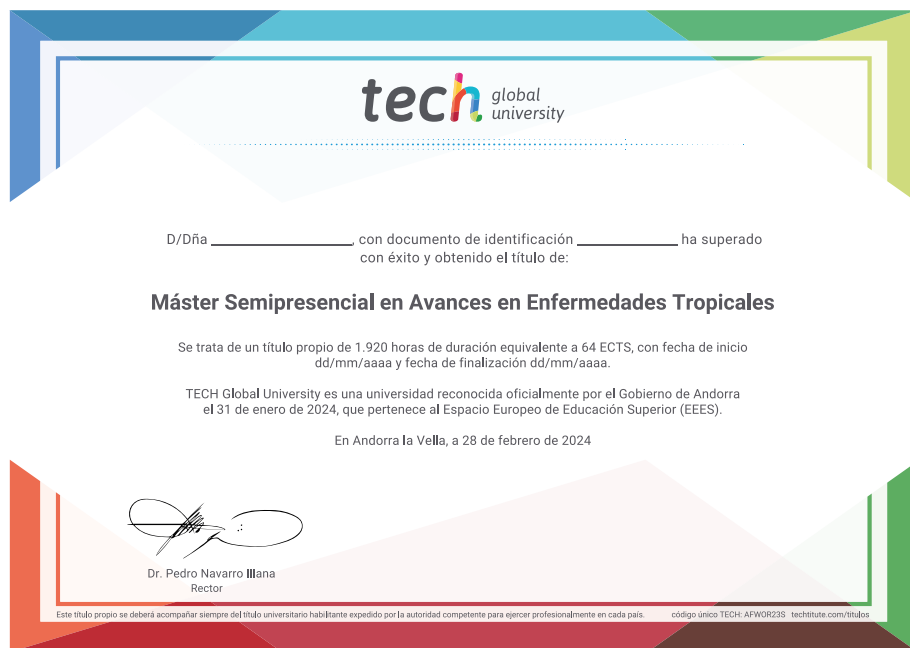 tech global university
D/Dña ______________, con documento de identificación __________ ha superado
con éxito y obtenido el título de:
Máster Semipresencial en Avances en Enfermedades Tropicales
Se trata de un título propio de 1.920 horas de duración equivalente a 64 ECTS, con fecha de inicio
dd/mm/aaaa y fecha de finalización dd/mm/aaaa.
TECH Global University es una universidad reconocida oficialmente por el Gobierno de Andorra
el 31 de enero de 2024, que pertenece al Espacio Europeo de Educación Superior (EEES).
En Andorra la Vella, a 28 de febrero de 2024
Dr. Pedro Navarro Illana
Rector
Este título propio se deberá acompañar siempre del título universitario habilitante expedido por la autoridad competente para ejercer profesionalmente en cada país. código único TECH: AFWOR23S techtitute.com/titulos